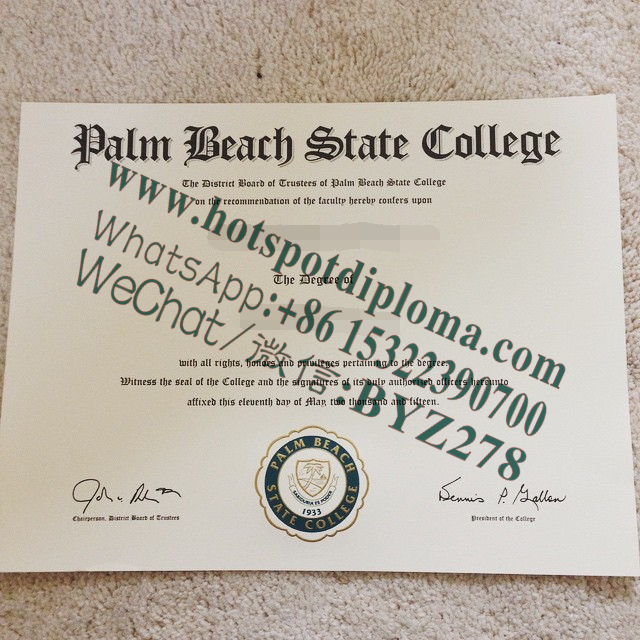 Palm Beach State College
The District Board of Trustees of Palm Beach State College
on the recommendation of the faculty hereby confers upon
The Degree of
with all rights, honors and privileges pertaining to the degree.
Witness the seal of the College and the signatures of its duly authorized officers hereunto
affixed this eleventh day of May, two thousand and fifteen.
www.hotspotdiploma.com
WhatsApp:+86 15322390700
WeChat/微信:BYZ278
PALM BEACH
STATE COLLEGE
1933
Dennis P. Gallon
Chairperson, District Board of Trustees
President of the College